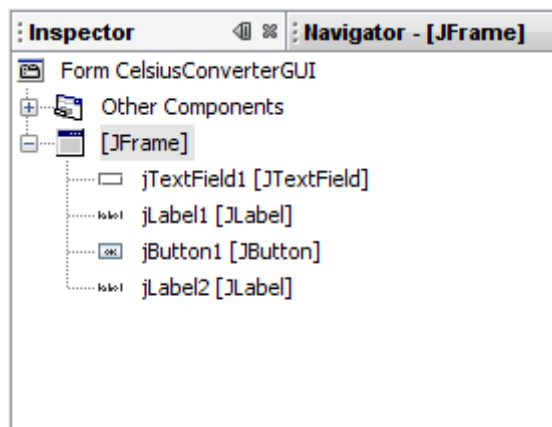 Inspector Navigator - [JFrame]
Form CelsiusConverterGUI
Other Components
[JFrame]
jTextField1 [JTextField]
jLabel1 [JLabel]
jButton1 [JButton]
jLabel2 [JLabel]